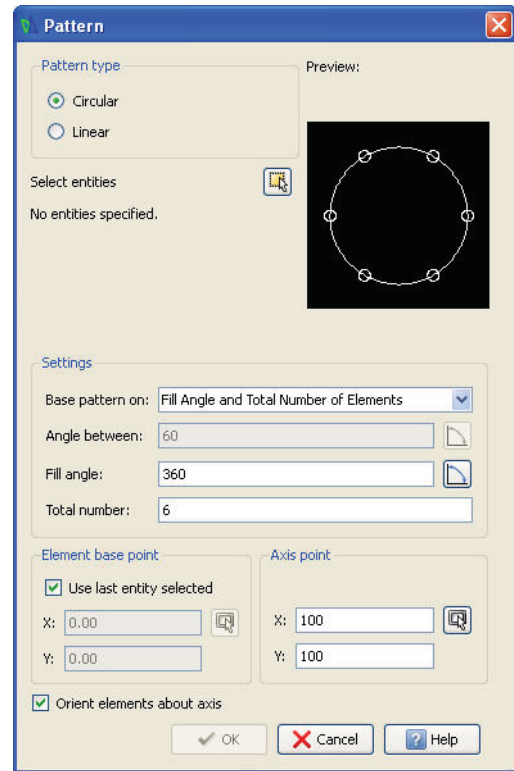 Pattern
Pattern type
Preview:
Circular
Linear
Select entities
No entities specified.
Settings
Base pattern on: Fill Angle and Total Number of Elements
Angle between: 60
Fill angle: 360
Total number: 6
Element base point
Use last entity selected
X: 0.00
Y: 0.00
Axis point
X: 100
Y: 100
Orient elements about axis
OK
Cancel
? Help